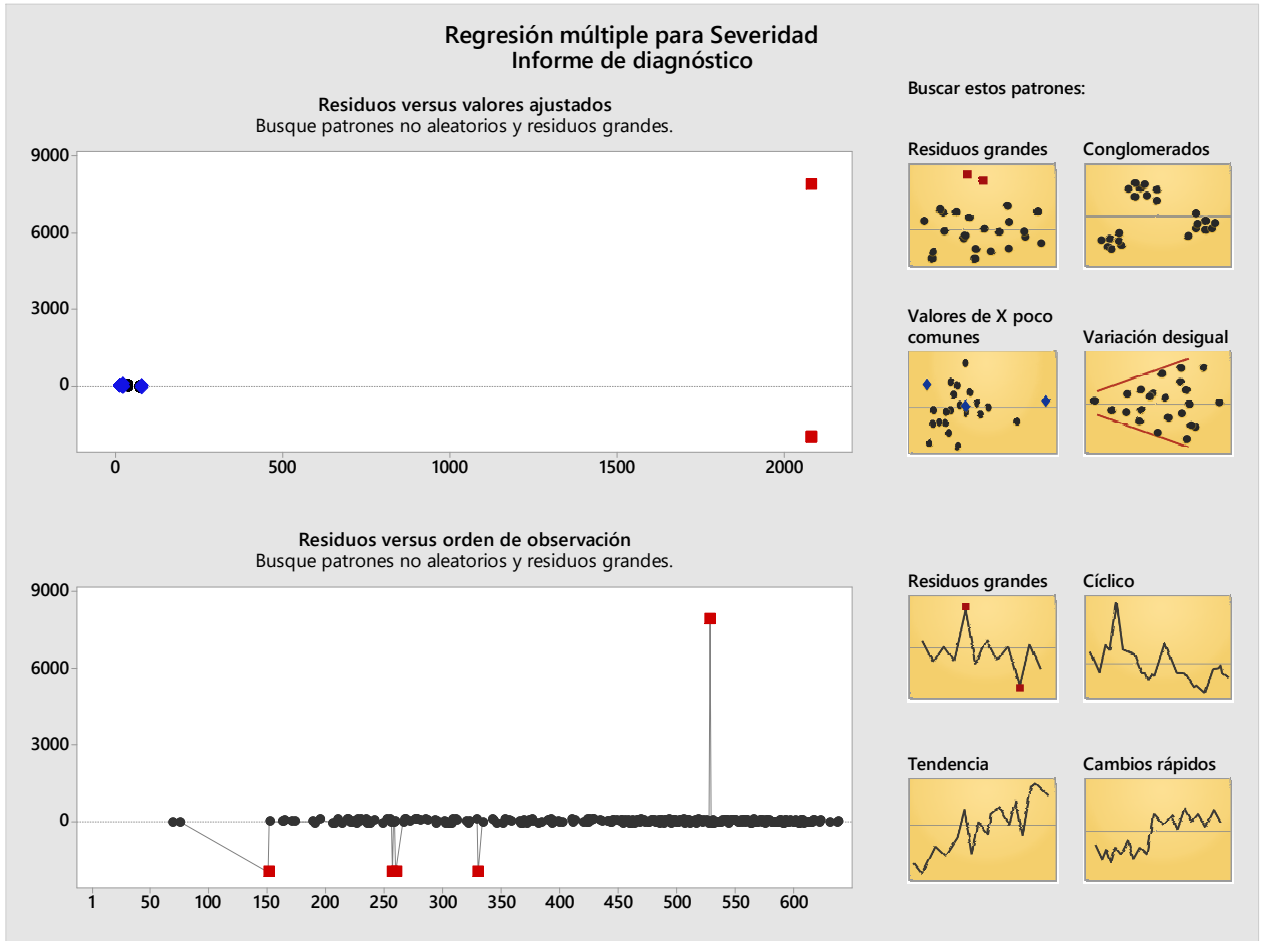 Regresión múltiple para Severidad
Informe de diagnóstico
Residuos versus valores ajustados
Busque patrones no aleatorios y residuos grandes.
9000
6000
3000
0
0 500 1000 1500 2000
Buscar estos patrones:
Residuos grandes Conglomerados
Valores de X poco
comunes
Variación desigual
Residuos versus orden de observación
Busque patrones no aleatorios y residuos grandes.
9000
6000
3000
0
1 50 100 150 200 250 300 350 400 450 500 550 600
Residuos grandes Cíclico
Tendencia Cambios rápidos